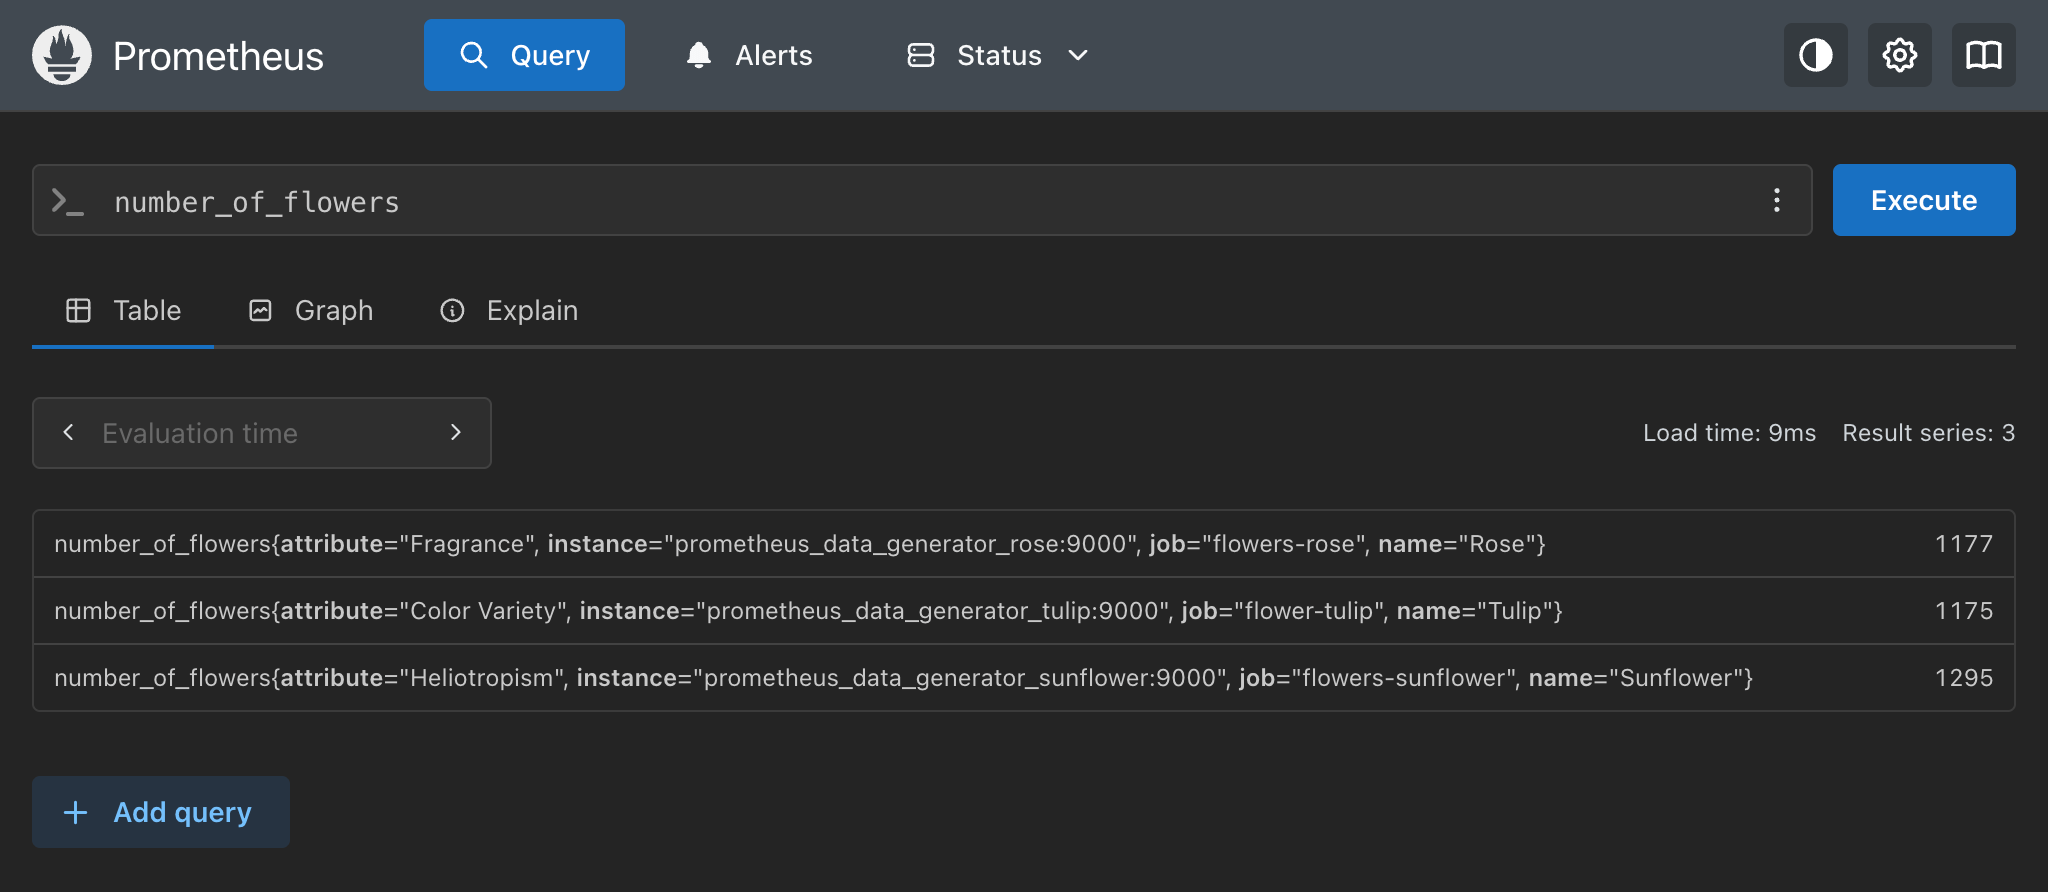 Prometheus
Query
Alerts
Status
number_of_flowers
Execute
Table
Graph
Explain
Evaluation time
Load time: 9ms
Result series: 3
number_of_flowers{attribute="Fragrance", instance="prometheus_data_generator_rose:9000", job="flowers-rose", name="Rose"} 1177
number_of_flowers{attribute="Color Variety", instance="prometheus_data_generator_tulip:9000", job="flower-tulip", name="Tulip"} 1175
number_of_flowers{attribute="Heliotropism", instance="prometheus_data_generator_sunflower:9000", job="flowers-sunflower", name="Sunflower"} 1295
Add query